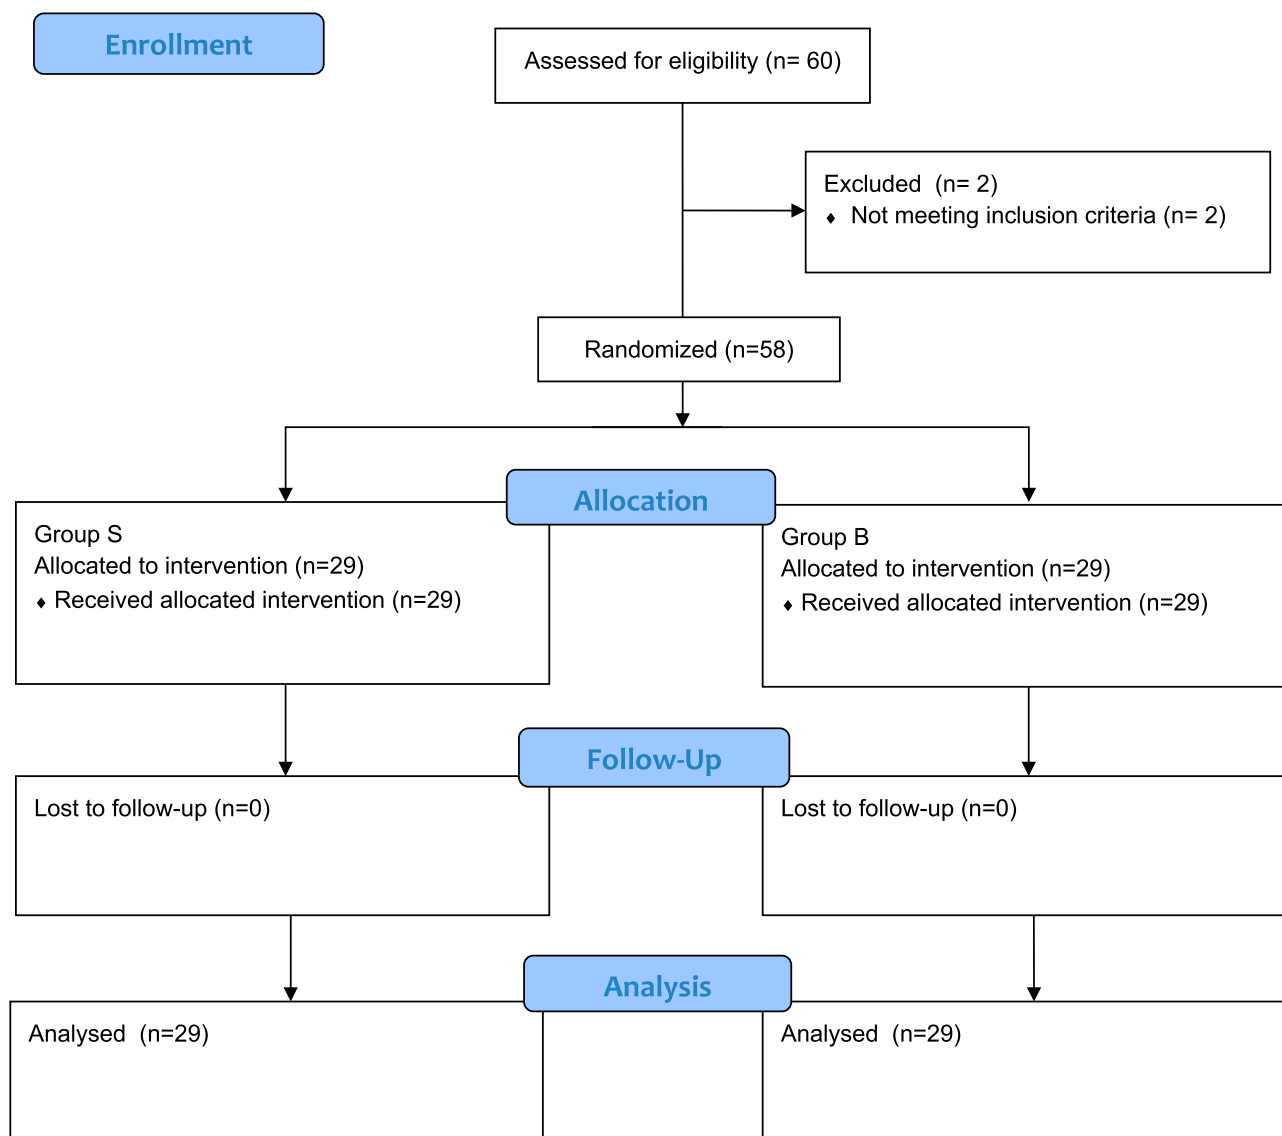 Enrollment
Assessed for eligibility (n= 60)
Excluded  (n= 2)
♦ Not meeting inclusion criteria (n= 2)
Randomized (n=58)
Allocation
Group S
Allocated to intervention (n=29)
♦ Received allocated intervention (n=29)
Group B
Allocated to intervention (n=29)
♦ Received allocated intervention (n=29)
Follow-Up
Lost to follow-up (n=0)
Lost to follow-up (n=0)
Analysis
Analysed  (n=29)
Analysed  (n=29)